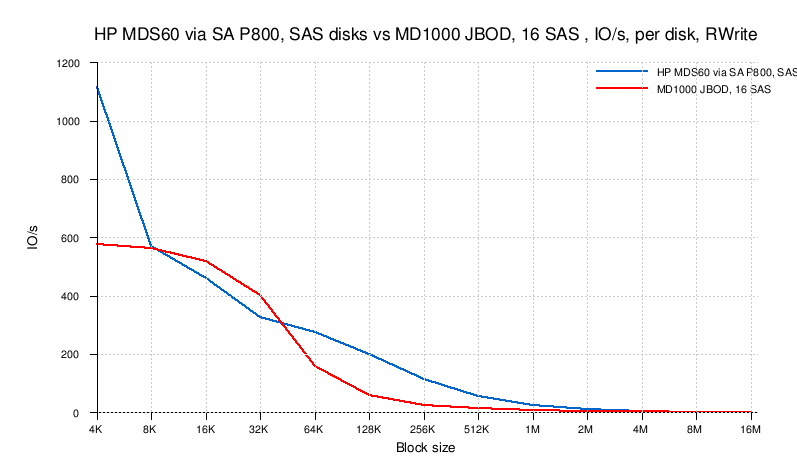 HP MDS60 via SA P800, SAS disks vs MD1000 JBOD, 16 SAS , IO/s, per disk, RWrite
HP MDS60 via SA P800, SAS
MD1000 JBOD, 16 SAS
1200
1000
800
600
400
200
0
IO/s
4K 8K 16K 32K 64K 128K 256K 512K 1M 2M 4M 8M 16M
Block size